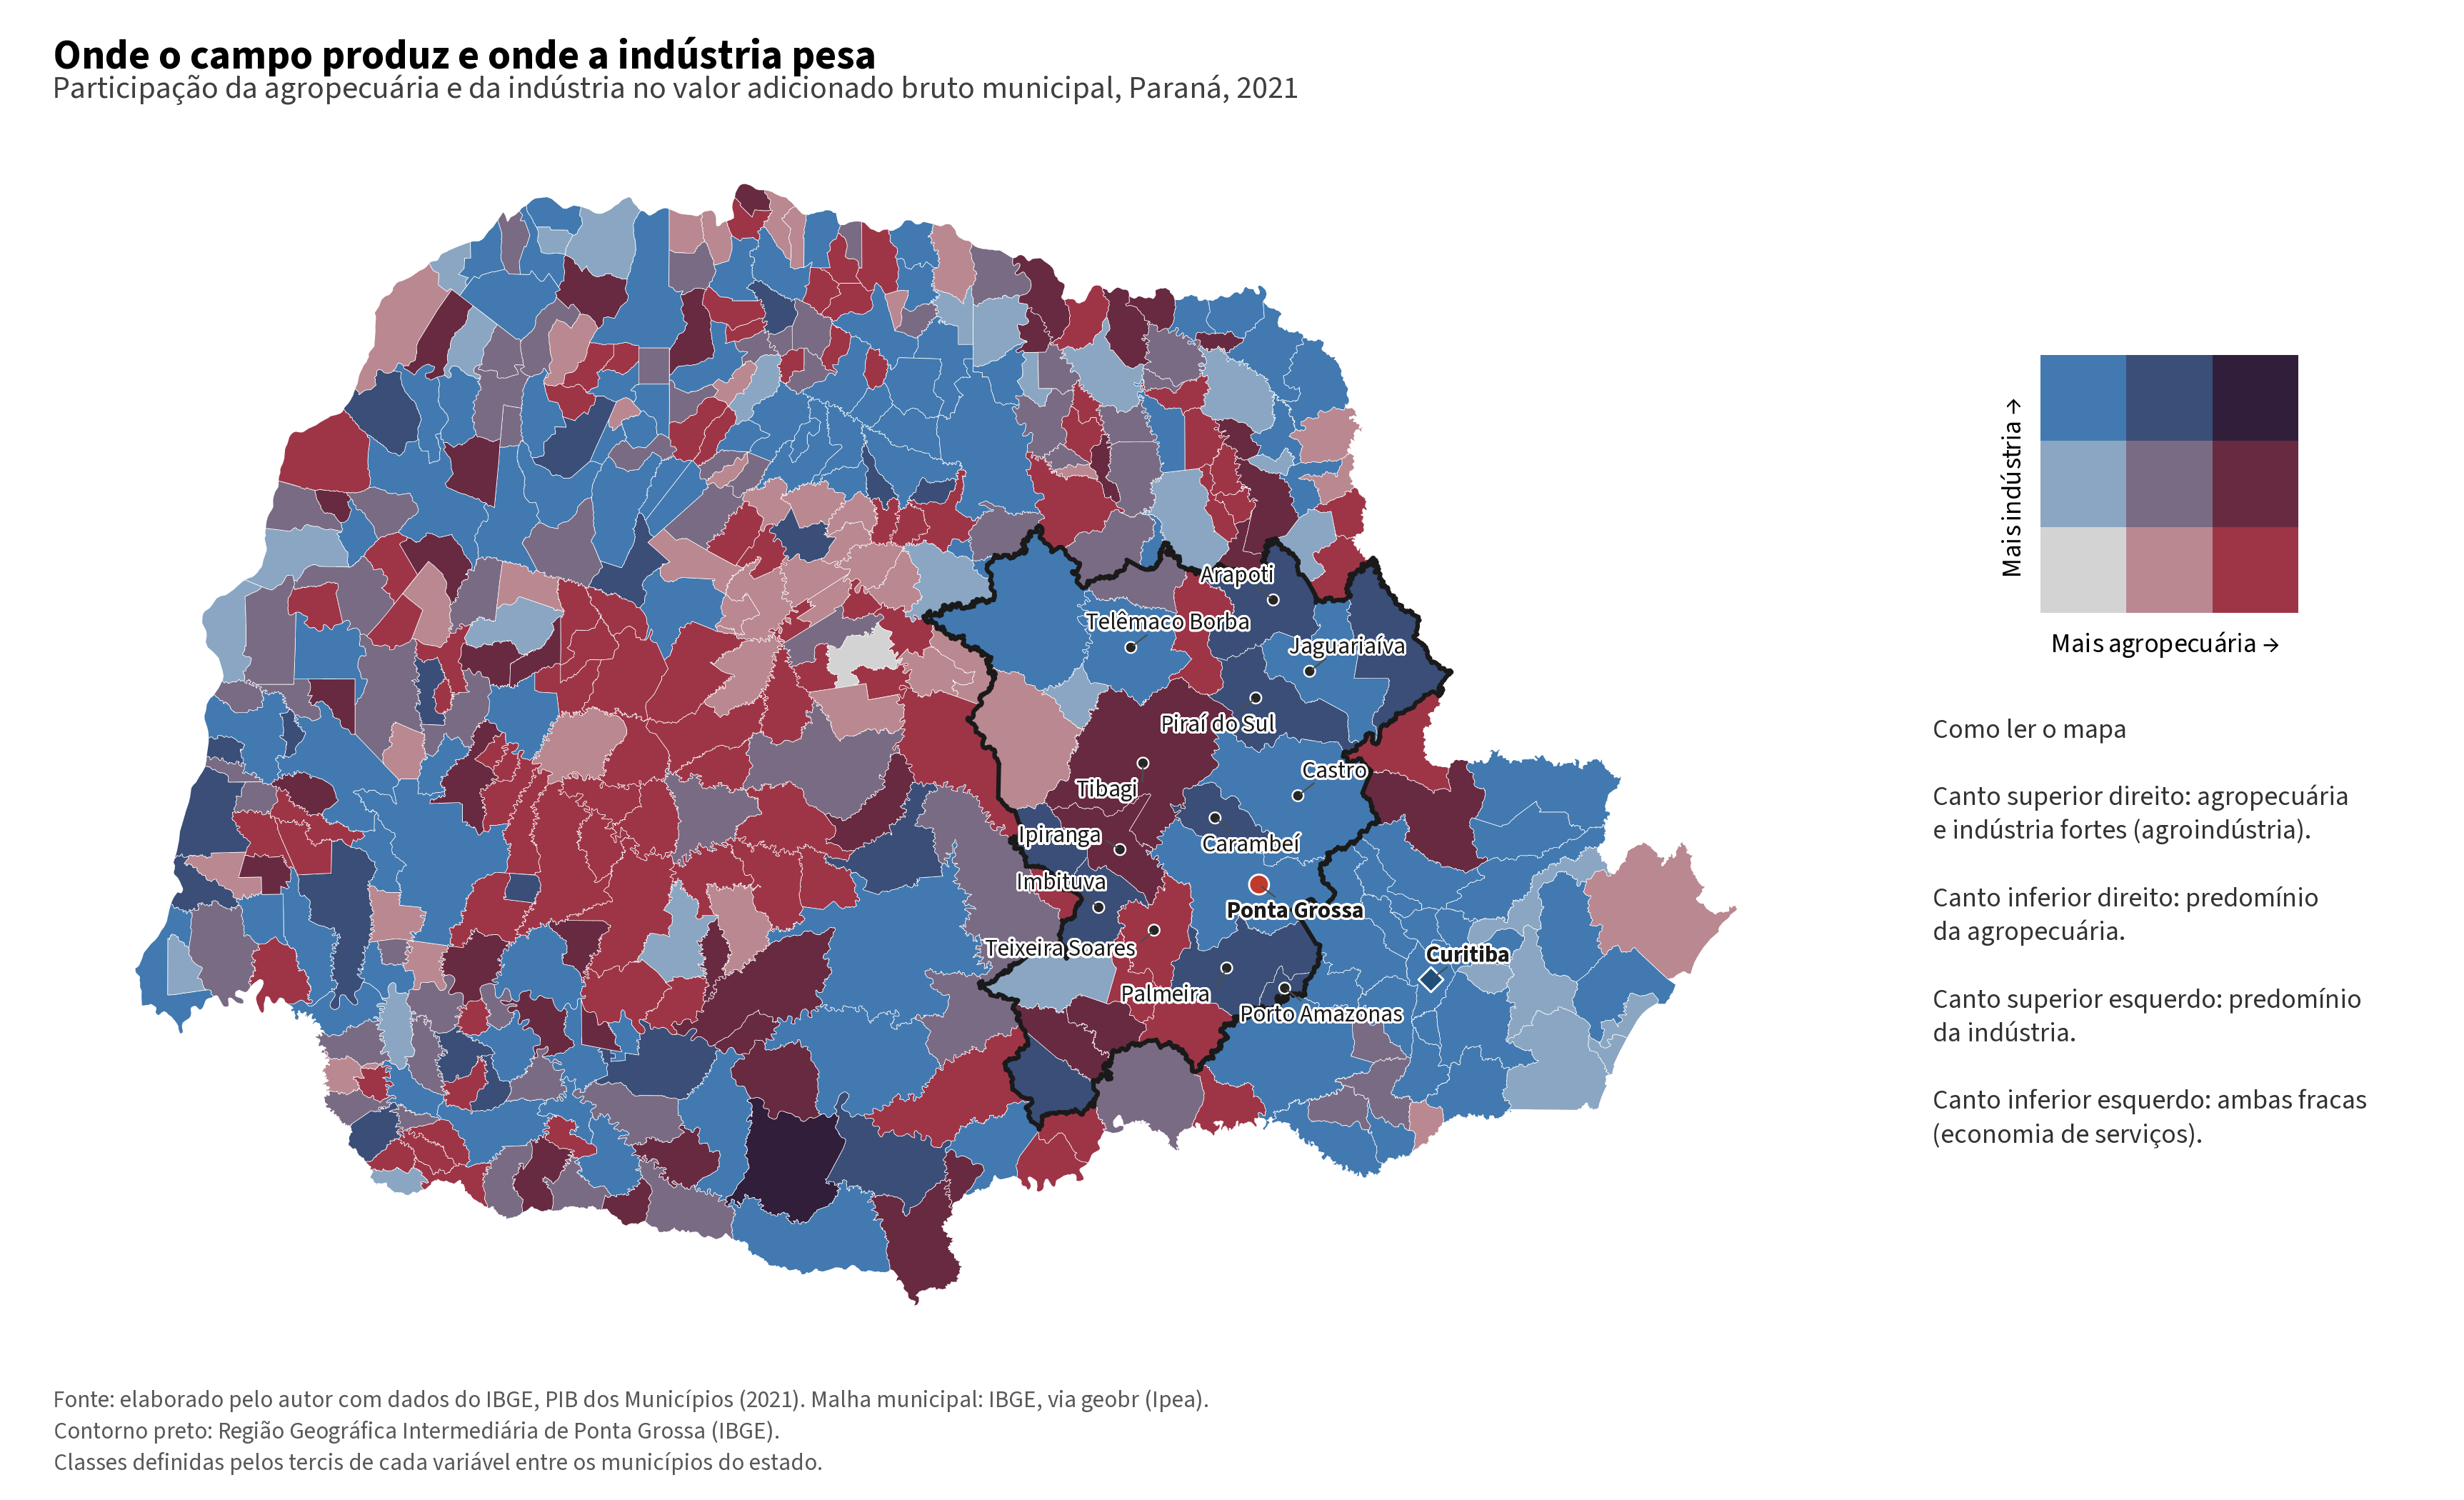 Onde o campo produz e onde a indústria pesa
Participação da agropecuária e da indústria no valor adicionado bruto municipal, Paraná, 2021
Arapoti
Telêmaco Borba
Jaguariaíva
Piraí do Sul
Castro
Tibagi
Ipiranga
Carambeí
Imbituva
Ponta Grossa
Teixeira Soares
Curitiba
Palmeira
Porto Amazonas
Mais indústria →
Mais agropecuária →
Como ler o mapa
Canto superior direito: agropecuária
e indústria fortes (agroindústria).
Canto inferior direito: predomínio
da agropecuária.
Canto superior esquerdo: predomínio
da indústria.
Canto inferior esquerdo: ambas fracas
(economia de serviços).
Fonte: elaborado pelo autor com dados do IBGE, PIB dos Municípios (2021). Malha municipal: IBGE, via geobr (Ipea).
Contorno preto: Região Geográfica Intermediária de Ponta Grossa (IBGE).
Classes definidas pelos tercis de cada variável entre os municípios do estado.